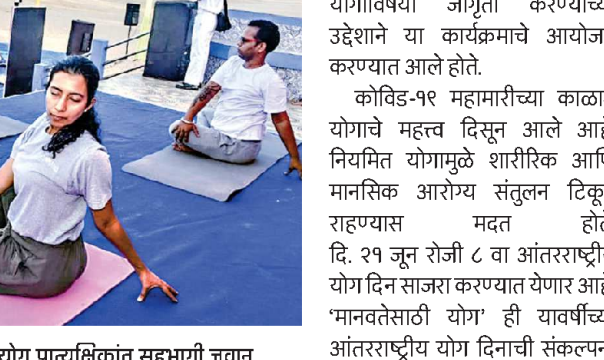 योगाविषयी जागृती करण्याच्
उद्देशाने या कार्यक्रमाचे आयोज
करण्यात आले होते.
कोविड-१९ महामारीच्या काळा
योगाचे महत्त्व दिसून आले आह
नियमित योगामुळे शारीरिक आणि
मानसिक आरोग्य संतुलन टिकू
राहण्यास मदत होते
दि. २१ जून रोजी ८ वा आंतरराष्ट्रीय
योग दिन साजरा करण्यात येणार आह
‘मानवतेसाठी योग’ ही यावर्षीच्
आंतरराष्ट्रीय योग दिनाची संकल्पन
योग प्रात्यक्षिकांत सहभागी जवान